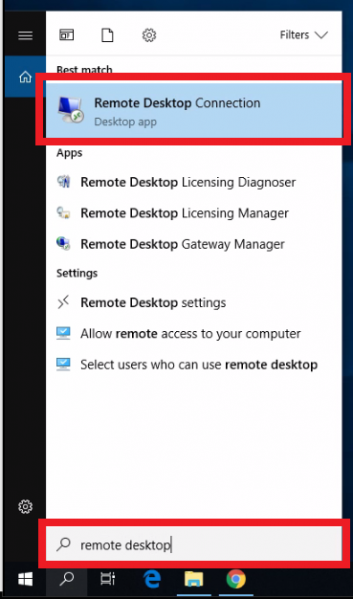 Filters
Best match
Remote Desktop Connection
Desktop app
Apps
Remote Desktop Licensing Diagnoser
Remote Desktop Licensing Manager
Remote Desktop Gateway Manager
Settings
Remote Desktop settings
Allow remote access to your computer
Select users who can use remote desktop
remote desktop